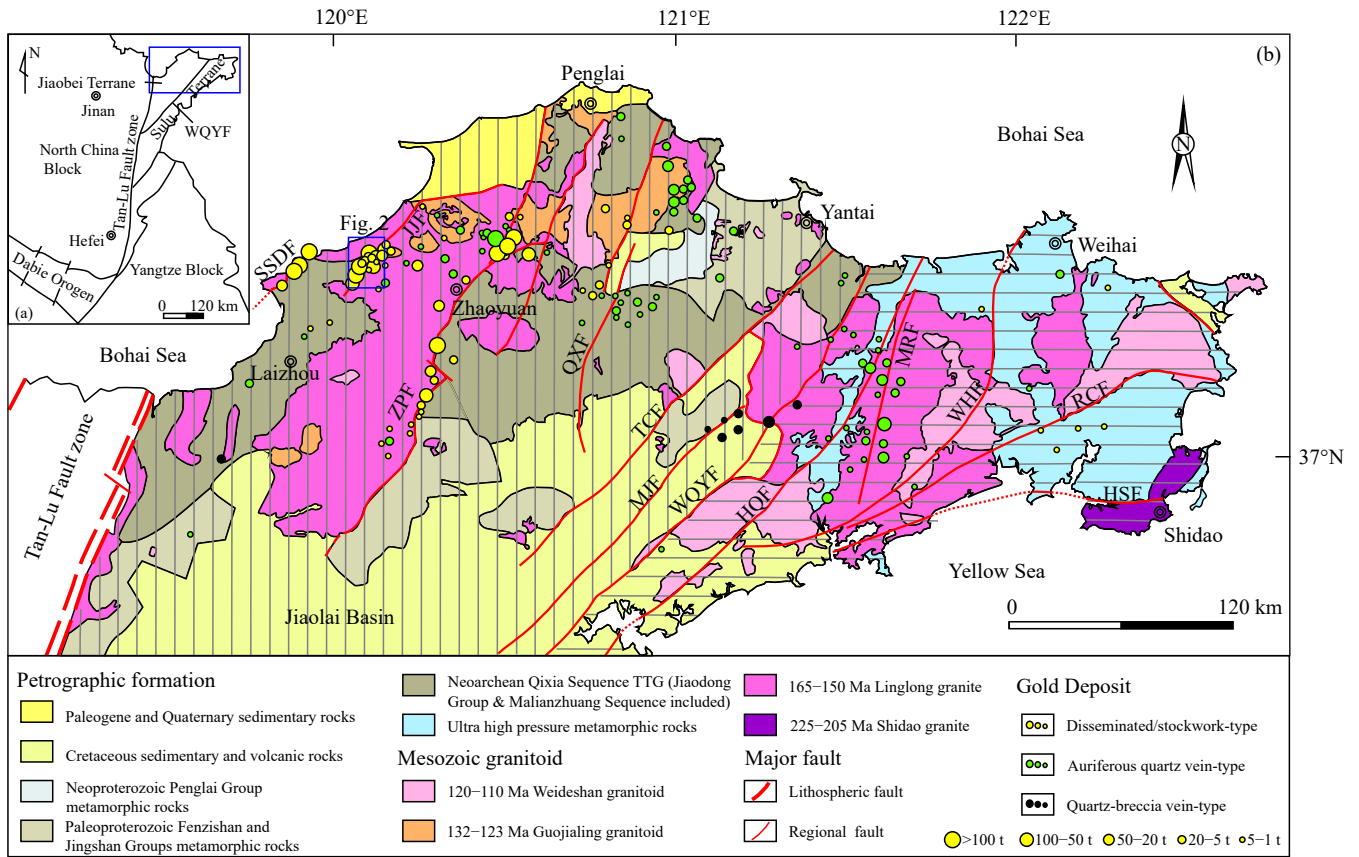 120°E
121°E
122°E
(b)
N
Jiaobei Terrane
Jinan
Sulu Terrane
WQYF
North China
Block
Tan-Lu Fault zone
Hefei
Dabie Orogen
Yangtze Block
(a)
0 120 km
Penglai
Bohai Sea
N
Fig. 2
JJF
SSDF
Yantai
Weihai
Zhaoyuan
Bohai Sea
Laizhou
QXF
MRF
ZPF
TCF
WHF
RCF
37°N
Tan-Lu Fault zone
MJF
WQYF
HQF
HSF
Shidao
Yellow Sea
Jiaolai Basin
0 120 km
Petrographic formation
Paleogene and Quaternary sedimentary rocks
Cretaceous sedimentary and volcanic rocks
Neoproterozoic Penglai Group
metamorphic rocks
Paleoproterozoic Fenzishan and
Jingshan Groups metamorphic rocks
Neoarchean Qixia Sequence TTG (Jiaodong
Group & Malianzhuang Sequence included)
Ultra high pressure metamorphic rocks
Mesozoic granitoid
120−110 Ma Weideshan granitoid
132−123 Ma Guojialing granitoid
165−150 Ma Linglong granite
225−205 Ma Shidao granite
Major fault
Lithospheric fault
Regional fault
Gold Deposit
Disseminated/stockwork-type
Auriferous quartz vein-type
Quartz-breccia vein-type
>100 t 100−50 t 50−20 t 20−5 t 5−1 t